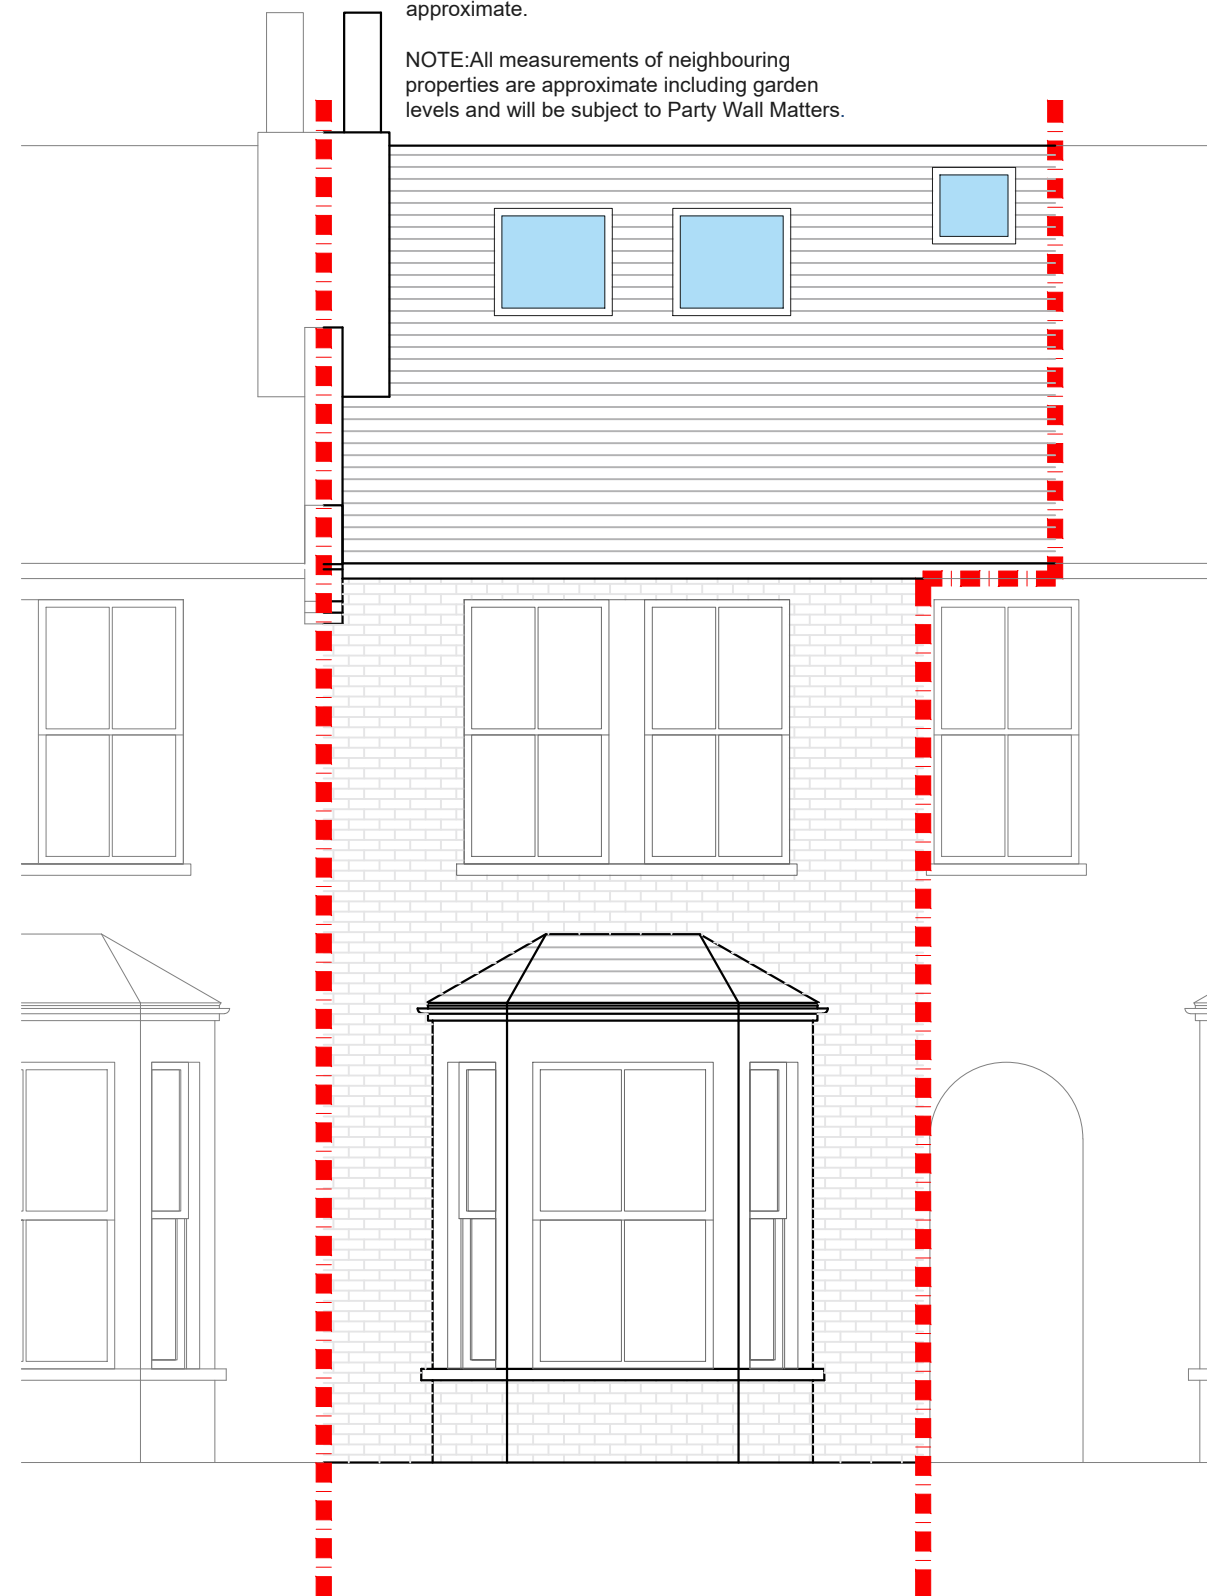 approximate.
NOTE:All measurements of neighbouring
properties are approximate including garden
levels and will be subject to Party Wall Matters.